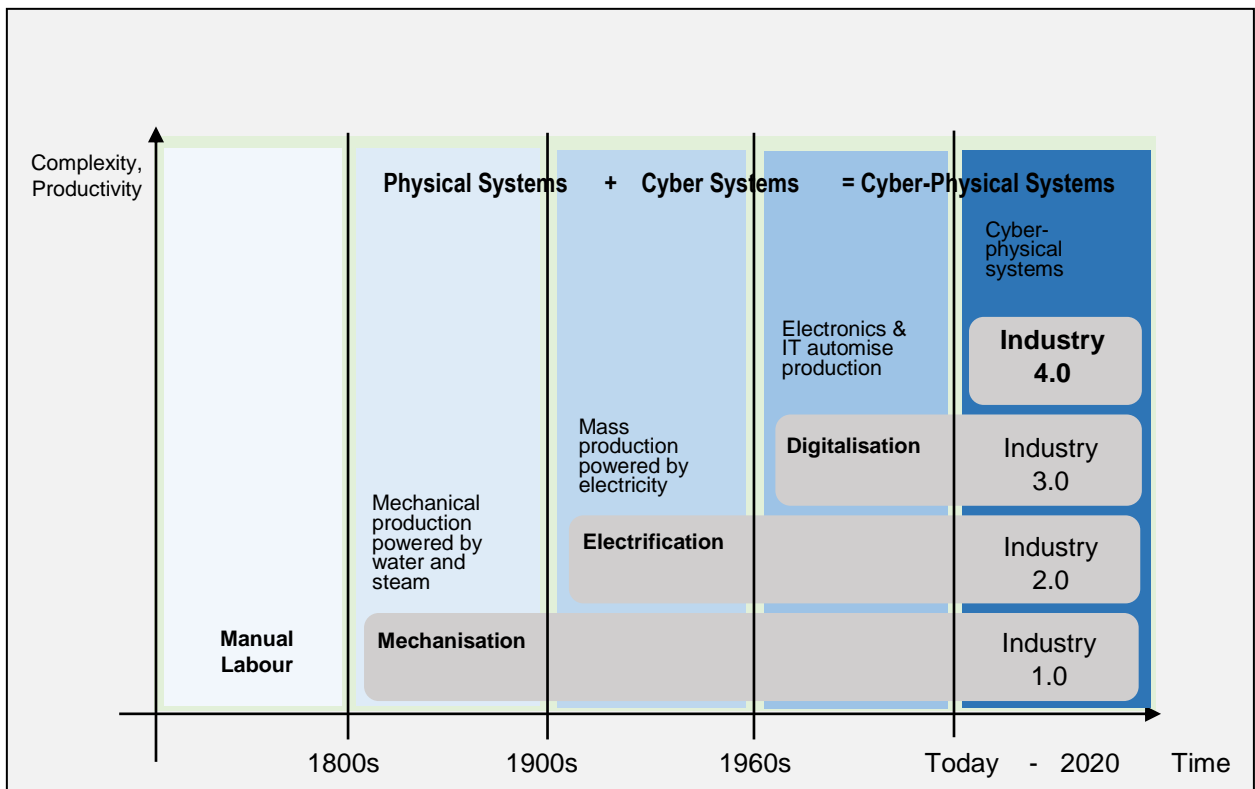 Complexity,
Productivity
Physical Systems + Cyber Systems = Cyber-Physical Systems
Cyber-
physical
systems
Electronics &
IT automise
production
Industry
4.0
Mass
production
powered by
electricity
Digitalisation
Industry
3.0
Mechanical
production
powered by
water and
steam
Electrification
Industry
2.0
Manual
Labour
Mechanisation
Industry
1.0
1800s 1900s 1960s Today - 2020 Time